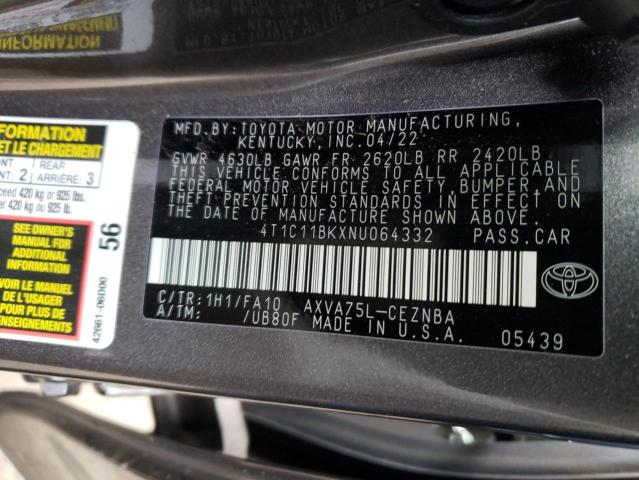 INFORMATION
MFD.BY: TOYOTA MOTOR MANUFACTURING,
KENTUCKY, INC.04/22
GVWR 4630LB GAWR FR 2620LB RR 2420LB
THIS VEHICLE CONFORMS TO ALL APPLICABLE
FEDERAL MOTOR VEHICLE SAFETY,BUMPER AND
THEFT PREVENTION STANDARDS IN EFFECT ON
THE DATE OF MANUFACTURE SHOWN ABOVE.
4T1C11BKXNU064332 PASS.CAR
C/TR:1H1/FA10 AXVA75L-CEZNBA
A/TM: /UB80F MADE IN U.S.A. 05439
FORMATION
ET LE CHARGEMENT
REAR
2 ARRIÈRE: 3
420 kg or 925 lbs.
420 kg ou 925 lb.
SEE OWNER'S
MANUAL FOR
ADDITIONAL
INFORMATION
VOIR LE MANUEL
DE L'USAGER
POUR PLUS DE
RENSEIGNEMENTS
56
42661-06000